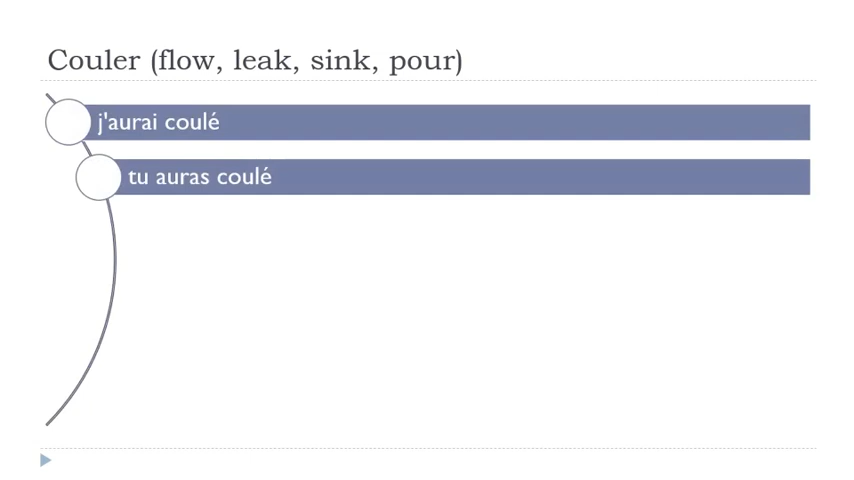 Couler (flow, leak, sink, pour)
j'aurai coulé
tu auras coulé